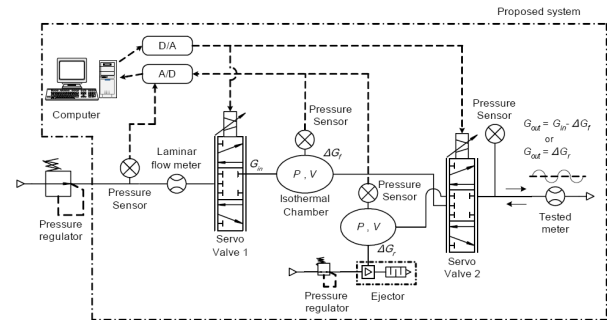 Proposed system
D/A
A/D
Computer
Pressure
Sensor
Laminar
flow meter
Pressure
Sensor
Pressure
regulator
G_in
Servo
Valve 1
ΔG_f
P , V
Isothermal
Chamber
Pressure
Sensor
P , V
ΔG_r
Pressure
regulator
Ejector
Servo
Valve 2
Pressure
Sensor
G_out = G_in- ΔG_f
or
G_out = ΔG_r
Tested
meter